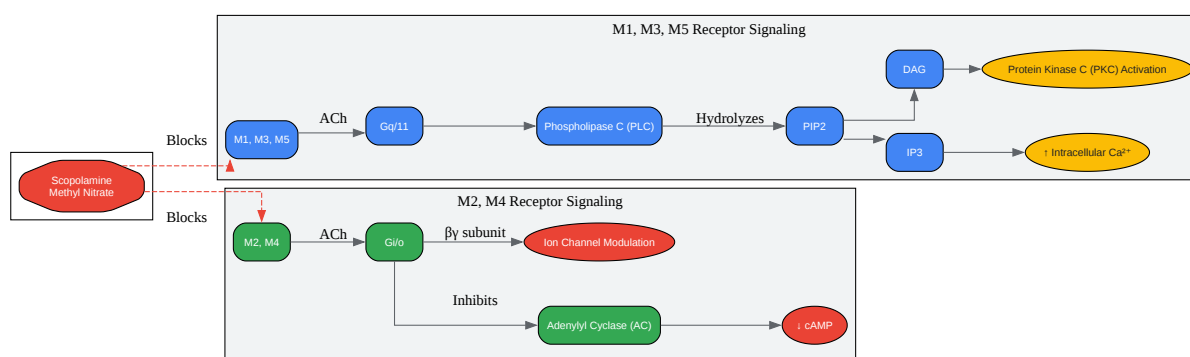 M1, M3, M5 Receptor Signaling
DAG
Protein Kinase C (PKC) Activation
ACh
Hydrolyzes
Blocks
M1, M3, M5
Gq/11
Phospholipase C (PLC)
PIP2
IP3
↑ Intracellular Ca²⁺
Scopolamine
Methyl Nitrate
M2, M4 Receptor Signaling
Blocks
ACh
βγ subunit
M2, M4
Gi/o
Ion Channel Modulation
Inhibits
Adenylyl Cyclase (AC)
↓ cAMP